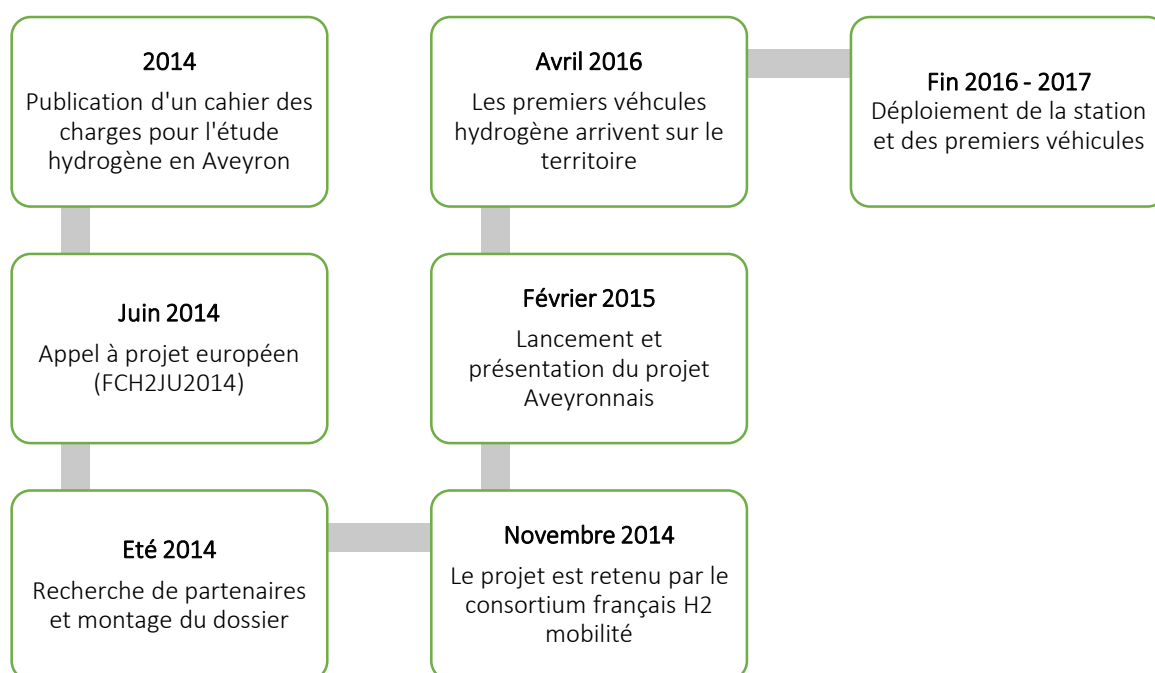 2014
Publication d'un cahier des
charges pour l'étude
hydrogène en Aveyron
Juin 2014
Appel à projet européen
(FCH2JU2014)
Eté 2014
Recherche de partenaires
et montage du dossier
Novembre 2014
Le projet est retenu par le
consortium français H2
mobilité
Février 2015
Lancement et
présentation du projet
Aveyronnais
Avril 2016
Les premiers véhcules
hydrogène arrivent sur le
territoire
Fin 2016 - 2017
Déploiement de la station
et des premiers véhicules